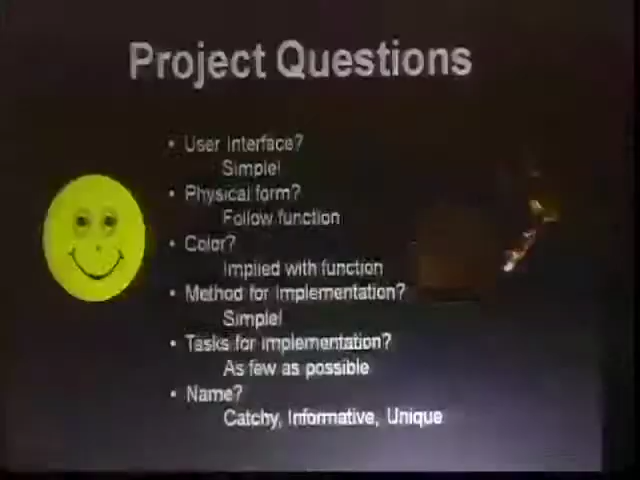 Project Questions
• User Interface?
Simple!
• Physical form?
Follow function
• Color?
Implied with function
• Method for Implementation?
Simple!
• Tasks for implementation?
As few as possible
• Name?
Catchy, Informative, Unique